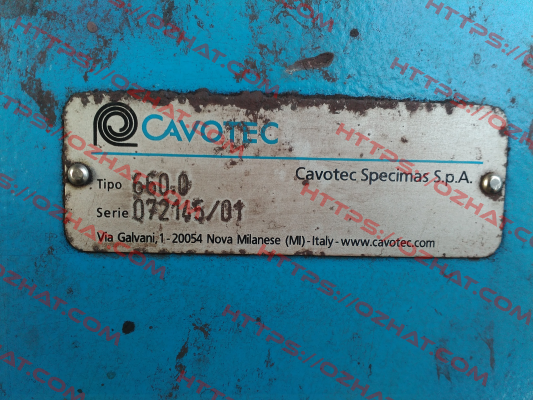 CAVOTEC
Cavotec Specimas S.p.A.
Tipo 660.0
Serie 072145/01
Via Galvani,1 - 20054 Nova Milanese (MI) - Italy - www.cavotec.com
HTTPS://OZHAT.COM